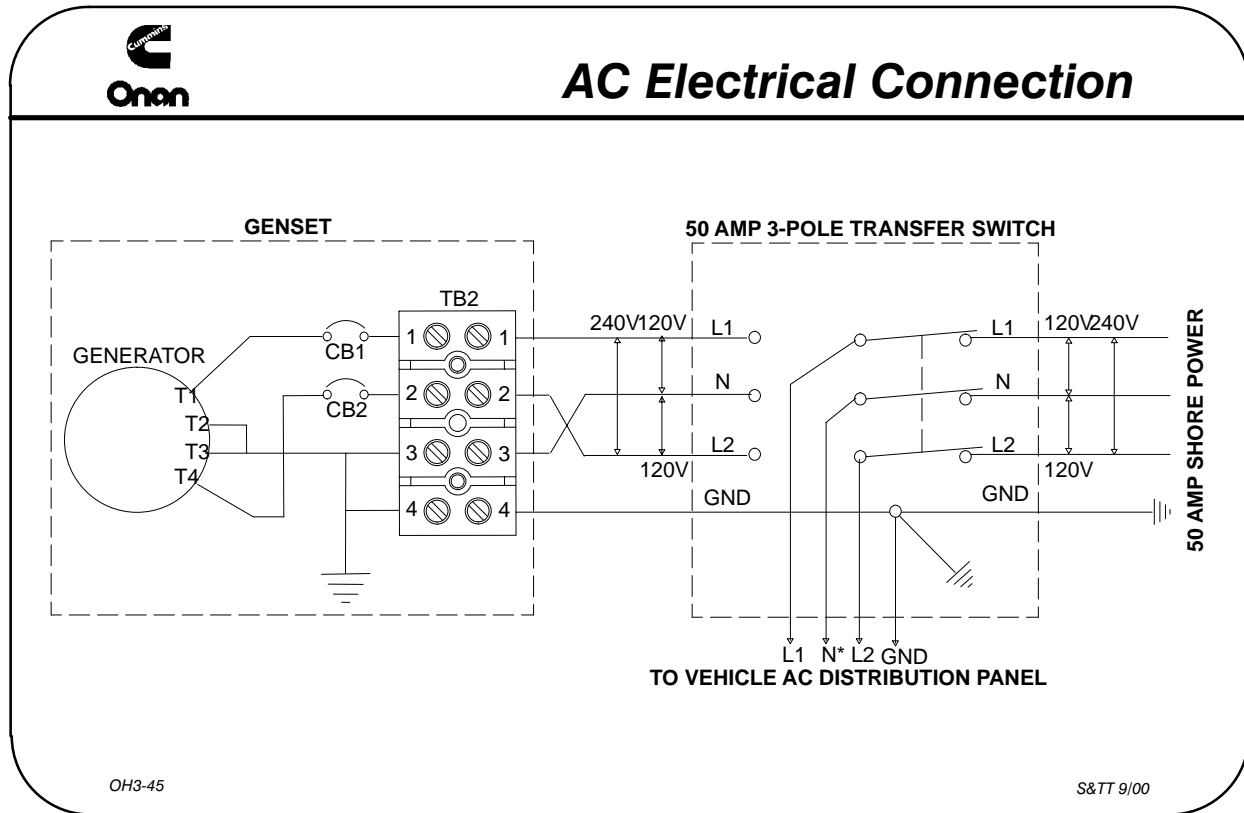 Cummins
Onan
AC Electrical Connection
GENSET
50 AMP 3-POLE TRANSFER SWITCH
TB2
GENERATOR
T1
T2
T3
T4
CB1
CB2
1 1
2 2
3 3
4 4
240V 120V
L1
N
L2
120V
GND
L1
N
L2
GND
120V 240V
120V
50 AMP SHORE POWER
L1 N* L2 GND
TO VEHICLE AC DISTRIBUTION PANEL
OH3-45
S&TT 9/00